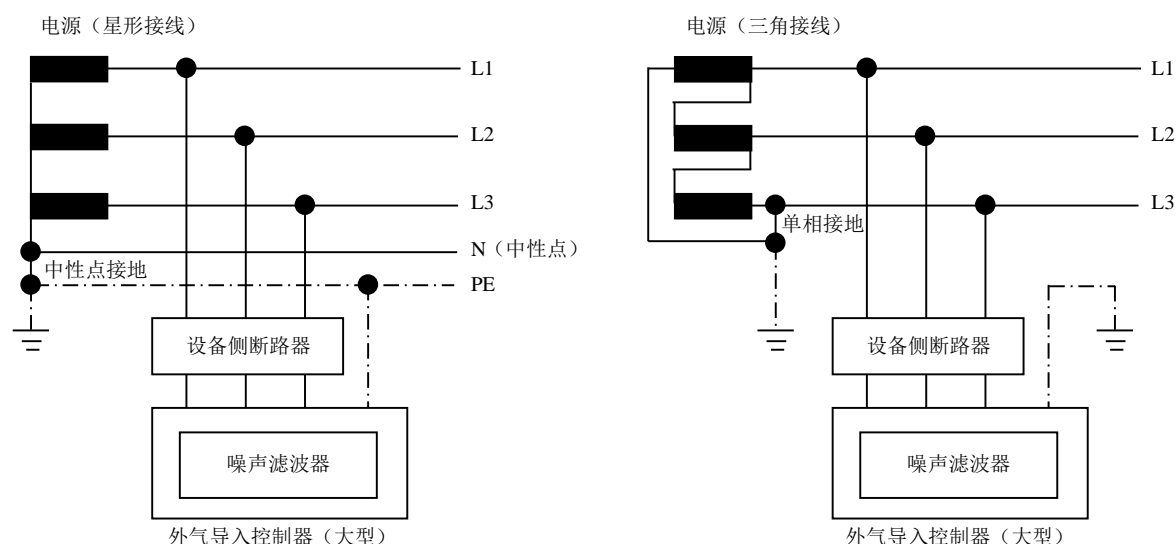 电源（星形接线）
L1
L2
L3
N（中性点）
中性点接地
PE
设备侧断路器
噪声滤波器
外气导入控制器（大型）
电源（三角接线）
L1
L2
L3
单相接地
设备侧断路器
噪声滤波器
外气导入控制器（大型）